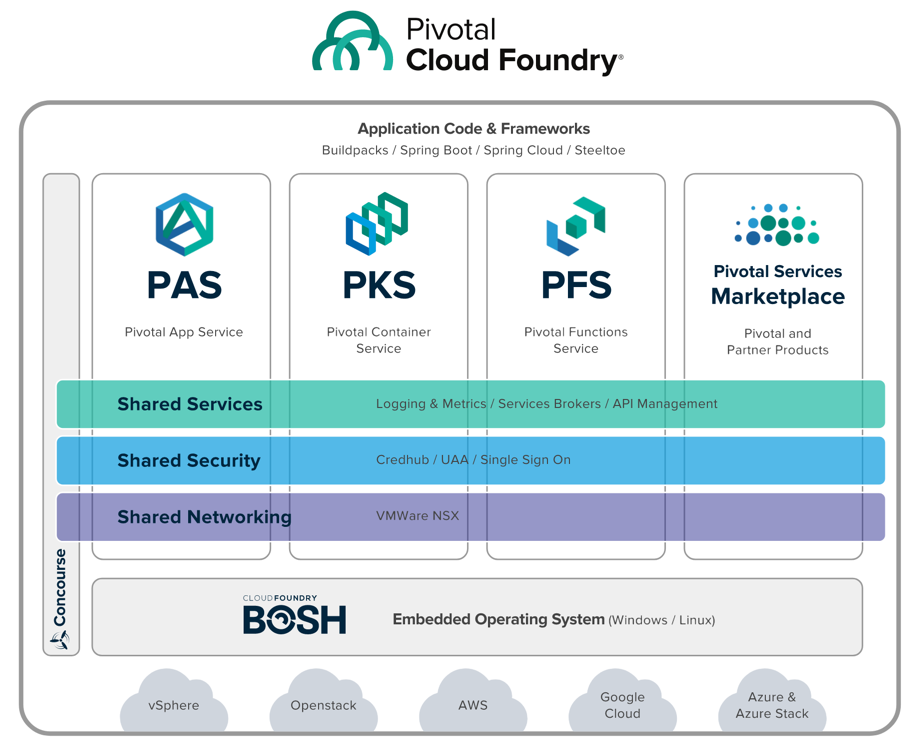 Pivotal
Cloud Foundry®
Application Code & Frameworks
Buildpacks / Spring Boot / Spring Cloud / Steeltoe
PAS
Pivotal App Service
PKS
Pivotal Container
Service
PFS
Pivotal Functions
Service
Pivotal Services
Marketplace
Pivotal and
Partner Products
Shared Services
Logging & Metrics / Services Brokers / API Management
Shared Security
Credhub / UAA / Single Sign On
Shared Networking
VMWare NSX
Concourse
CLOUDFOUNDRY
BOSH
Embedded Operating System (Windows / Linux)
vSphere
Openstack
AWS
Google
Cloud
Azure &
Azure Stack